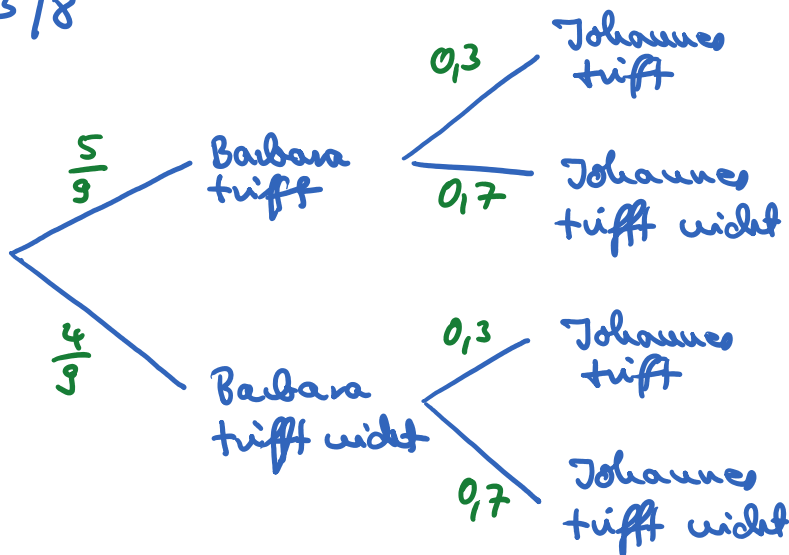 3/8
0,3
Johannes
trifft
5
9
Barbara
trifft
0,7
Johannes
trifft nicht
4
9
Barbara
trifft nicht
0,3
Johannes
trifft
0,7
Johannes
trifft nicht